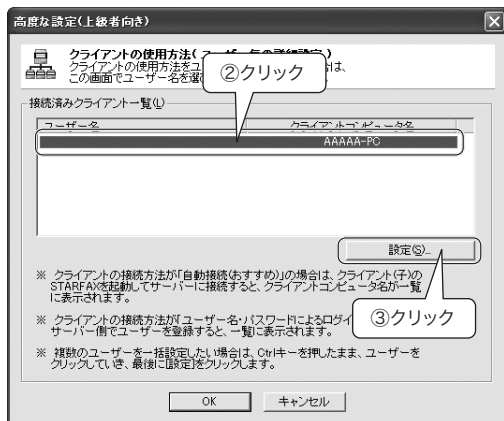 高度な設定(上級者向き)
クライアントの使用方法(ユーザー名の詳細設定)
クライアントの使用方法をユ 合は、
この画面でユーザー名を選
②クリック
接続済みクライアント一覧(L)
ユーザー名 クライアントコンピュータ名
AAAAA-PC
設定(S)...
※ クライアントの接続方法が「自動接続(おすすめ)」の場合は、クライアント(子)の
STARFAXを起動してサーバーに接続すると、クライアントコンピュータ名が一覧
に表示されます。
※ クライアントの接続方法が「ユーザー名・パスワードによるログイ
サーバー側でユーザーを登録すると、一覧に表示されます。
③クリック
※ 複数のユーザーを一括設定したい場合は、Ctrlキーを押したまま、ユーザーを
クリックしていき、最後に[設定]をクリックします。
OK キャンセル